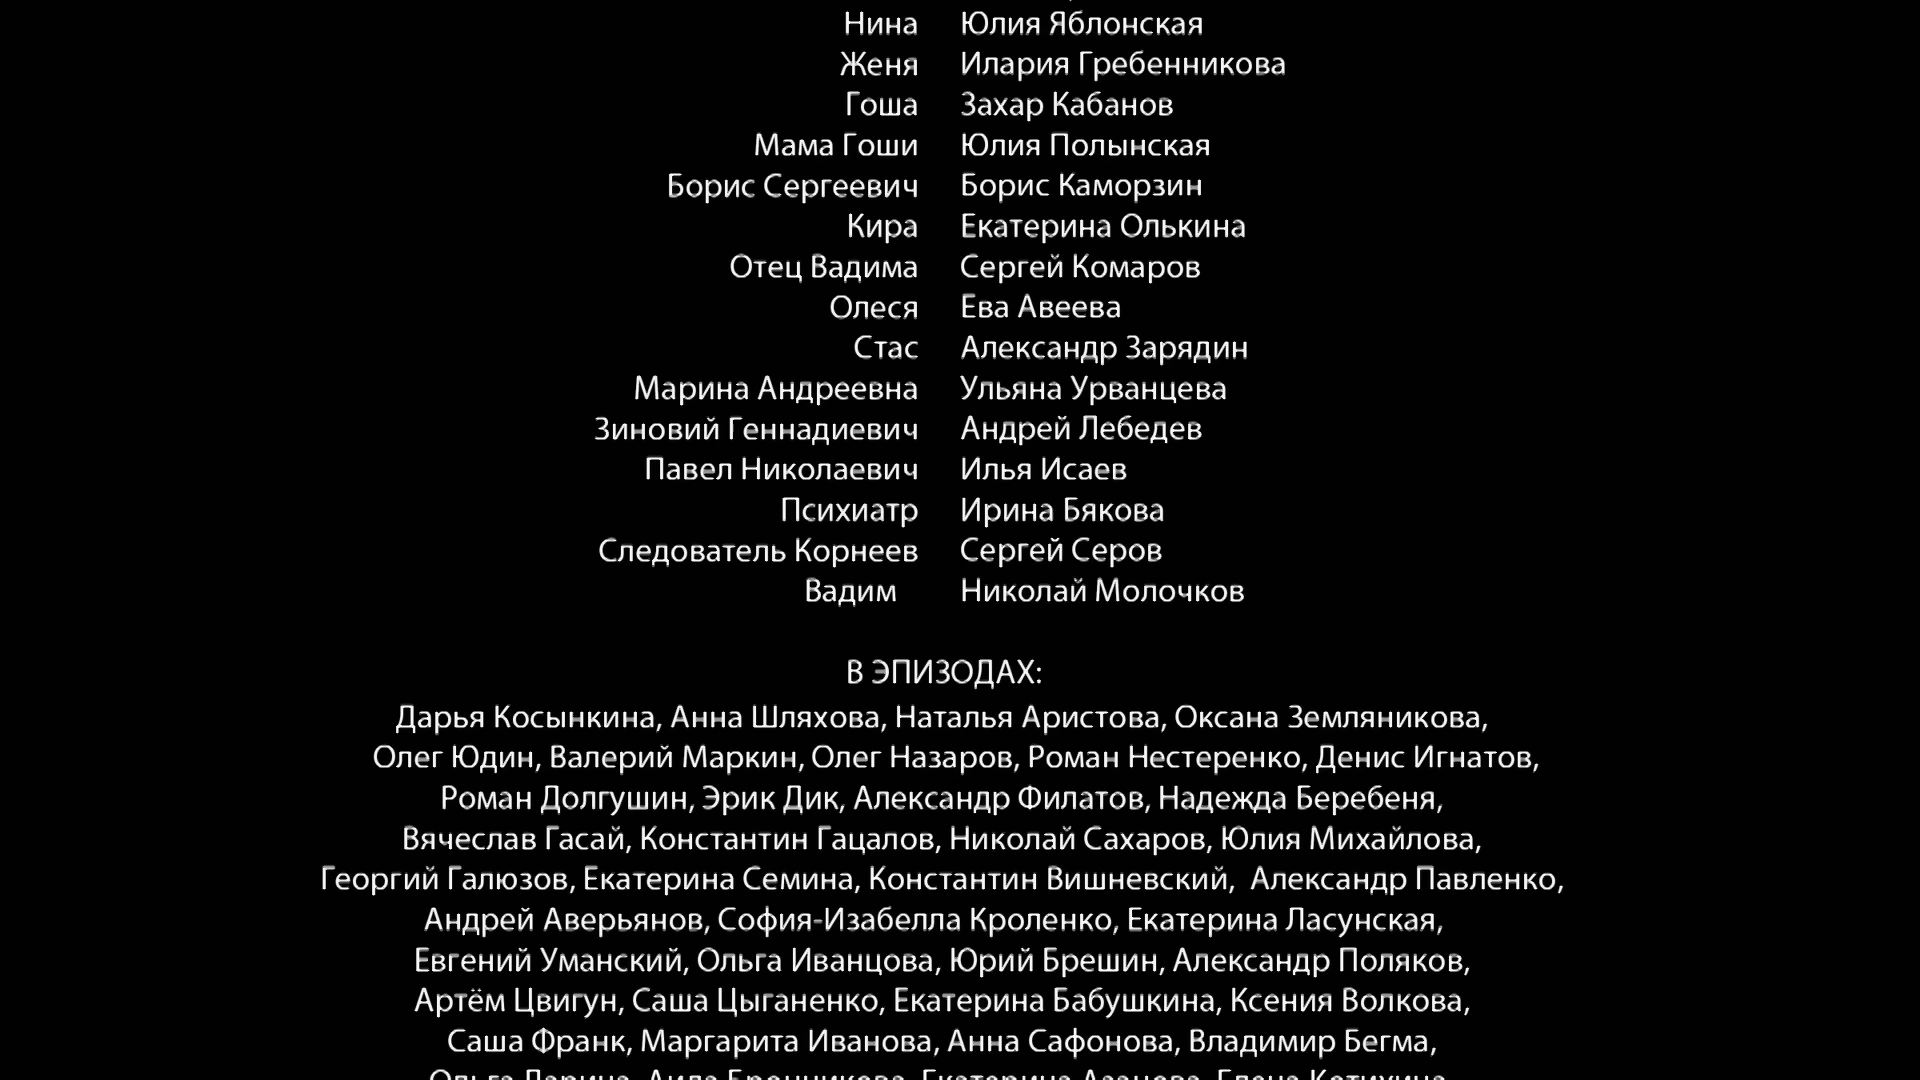 Нина Юлия Яблонская
Женя Илария Гребенникова
Гоша Захар Кабанов
Мама Гоши Юлия Полынская
Борис Сергеевич Борис Каморзин
Кира Екатерина Олькина
Отец Вадима Сергей Комаров
Олеся Ева Авеева
Стас Александр Зарядин
Марина Андреевна Ульяна Урванцева
Зиновий Геннадиевич Андрей Лебедев
Павел Николаевич Илья Исаев
Психиатр Ирина Бякова
Следователь Корнеев Сергей Серов
Вадим Николай Молочков
В ЭПИЗОДАХ:
Дарья Косынкина, Анна Шляхова, Наталья Аристова, Оксана Земляникова,
Олег Юдин, Валерий Маркин, Олег Назаров, Роман Нестеренко, Денис Игнатов,
Роман Долгушин, Эрик Дик, Александр Филатов, Надежда Беребеня,
Вячеслав Гасай, Константин Гацалов, Николай Сахаров, Юлия Михайлова,
Георгий Галюзов, Екатерина Семина, Константин Вишневский, Александр Павленко,
Андрей Аверьянов, София-Изабелла Кроленко, Екатерина Ласунская,
Евгений Уманский, Ольга Иванцова, Юрий Брешин, Александр Поляков,
Артём Цвигун, Саша Цыганенко, Екатерина Бабушкина, Ксения Волкова,
Саша Франк, Маргарита Иванова, Анна Сафонова, Владимир Бегма,